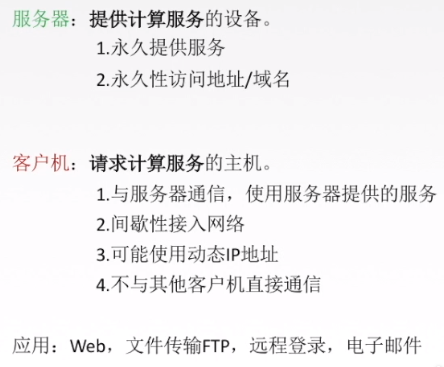 服务器：提供计算服务的设备。
1.永久提供服务
2.永久性访问地址/域名
客户机：请求计算服务的主机。
1.与服务器通信，使用服务器提供的服务
2.间歇性接入网络
3.可能使用动态IP地址
4.不与其他客户机直接通信
应用：Web，文件传输FTP，远程登录，电子邮件